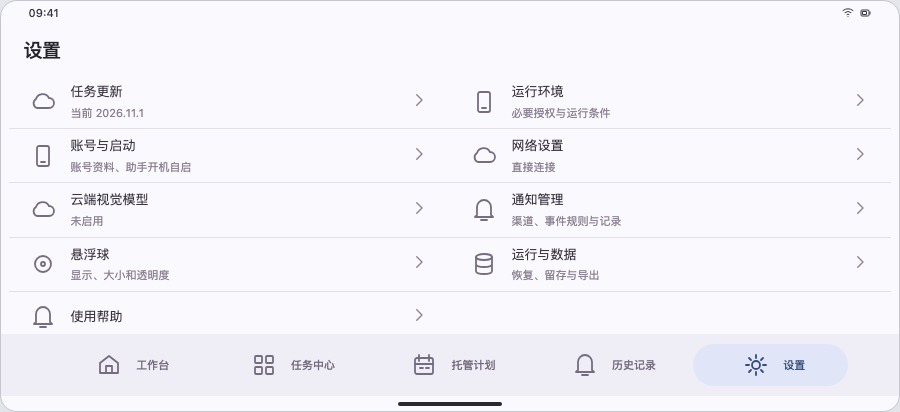 09:41
设置
任务更新
当前 2026.11.1
运行环境
必要授权与运行条件
账号与启动
账号资料、助手开机自启
网络设置
直接连接
云端视觉模型
未启用
通知管理
渠道、事件规则与记录
悬浮球
显示、大小和透明度
运行与数据
恢复、留存与导出
使用帮助
工作台
任务中心
托管计划
历史记录
设置